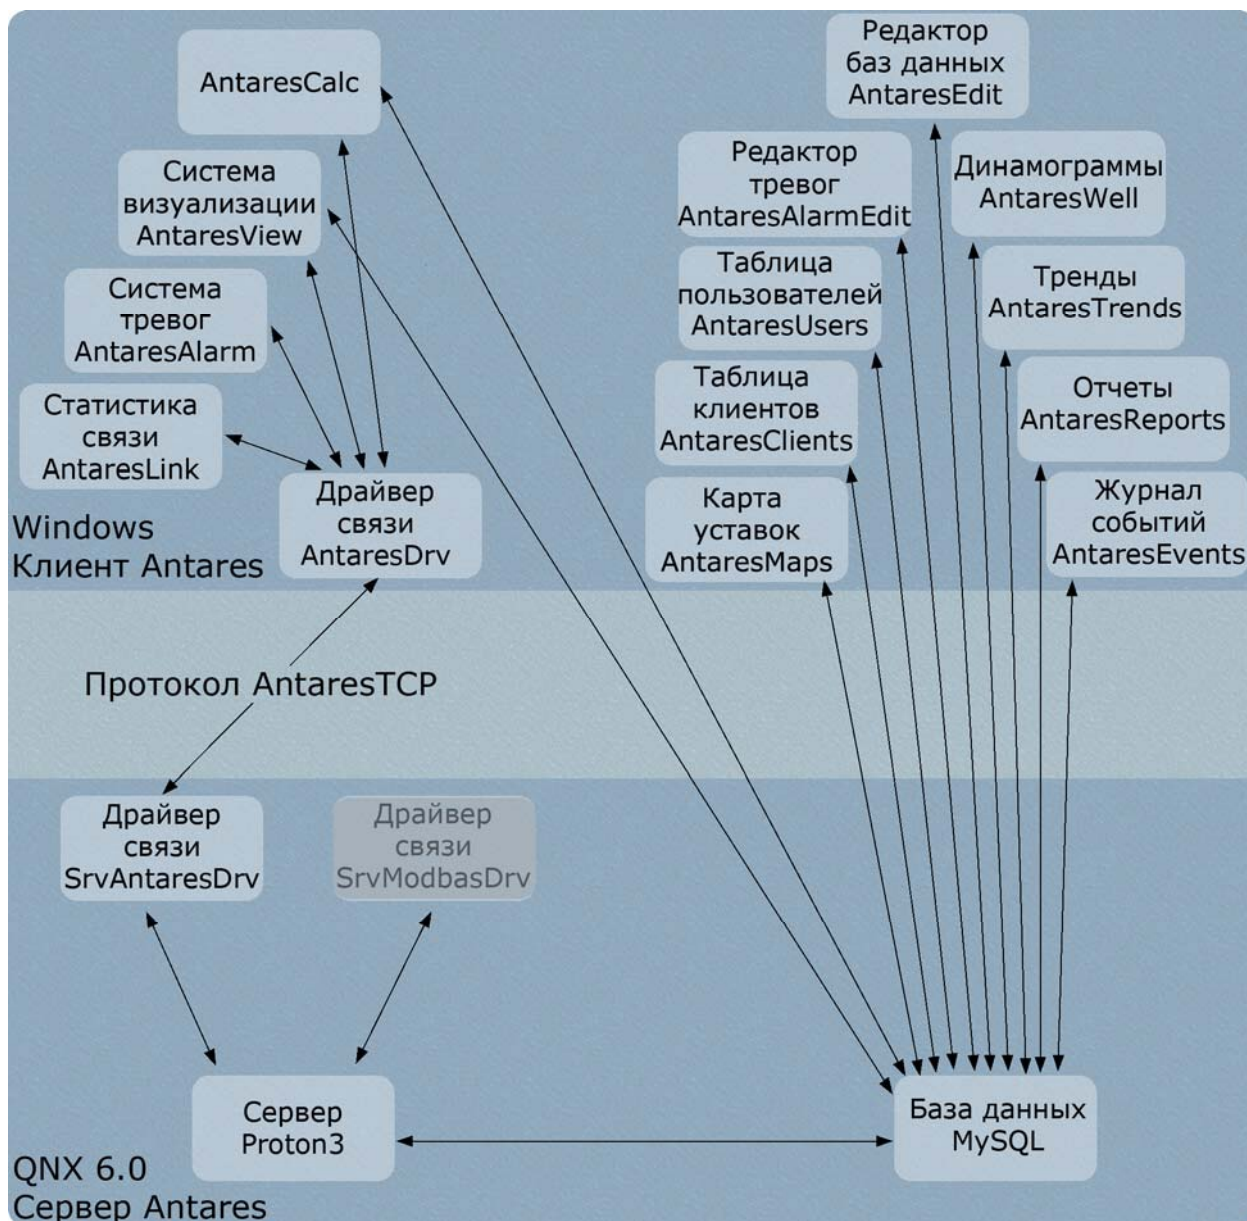 AntaresCalc
Система
визуализации
AntaresView
Система
тревог
AntaresAlarm
Статистика
связи
AntaresLink
Драйвер
связи
AntaresDrv
Windows
Клиент Antares
Редактор
баз данных
AntaresEdit
Редактор
тревог
AntaresAlarmEdit
Динамограммы
AntaresWell
Таблица
пользователей
AntaresUsers
Тренды
AntaresTrends
Таблица
клиентов
AntaresClients
Отчеты
AntaresReports
Карта
уставок
AntaresMaps
Журнал
событий
AntaresEvents
Протокол AntaresTCP
Драйвер
связи
SrvAntaresDrv
Драйвер
связи
SrvModbasDrv
Сервер
Proton3
База данных
MySQL
QNX 6.0
Сервер Antares